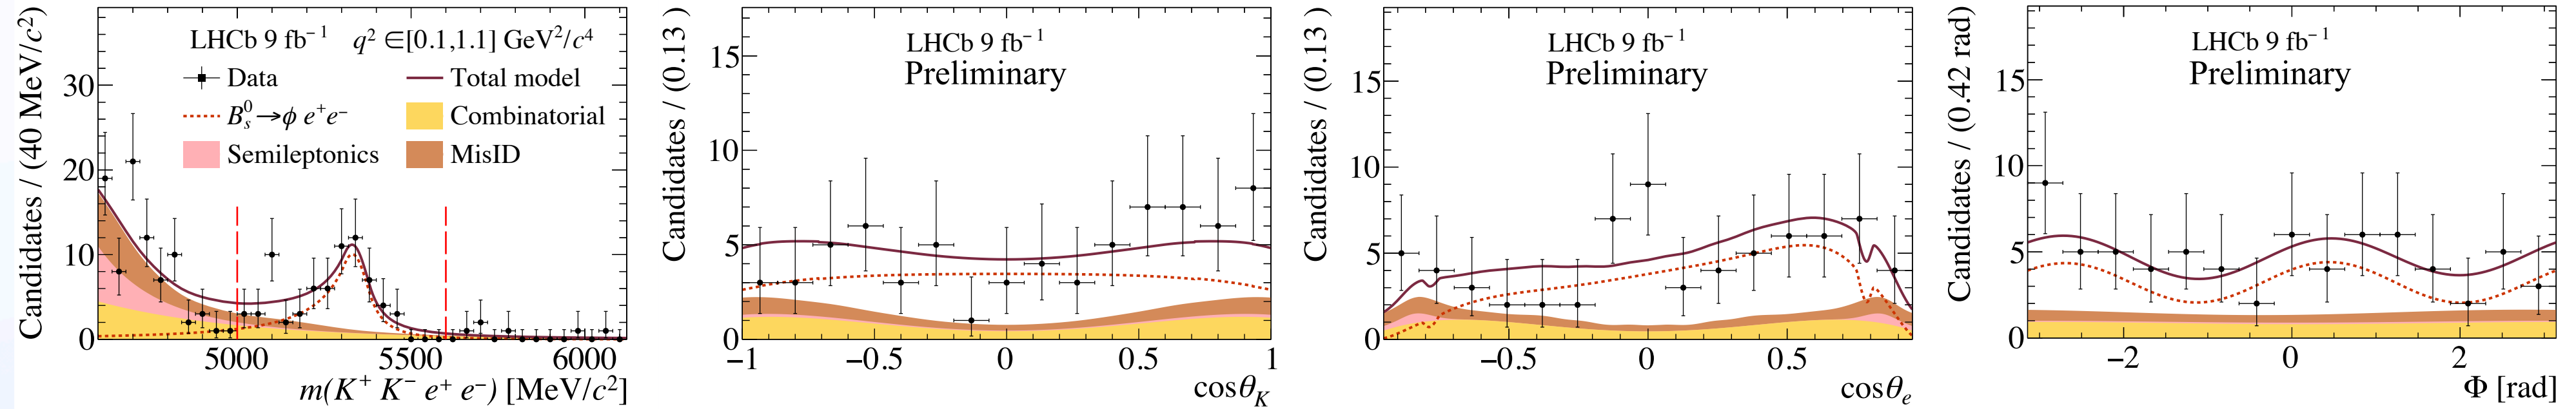 Candidates / (40 MeV/c²)
LHCb 9 fb⁻¹ q² ∈[0.1,1.1] GeV²/c⁴
Data
Total model
B⁰ₛ→ϕ e⁺e⁻
Combinatorial
Semileptonics
MisID
30
20
10
0
5000 5500 6000
m(K⁺ K⁻ e⁺ e⁻) [MeV/c²]
Candidates / (0.13 )
LHCb 9 fb⁻¹
Preliminary
15
10
5
0
−1 −0.5 0 0.5 1
cosθ_K
Candidates / (0.13 )
LHCb 9 fb⁻¹
Preliminary
15
10
5
0
−0.5 0 0.5
cosθₑ
Candidates / (0.42 rad)
LHCb 9 fb⁻¹
Preliminary
15
10
5
0
−2 0 2
Φ [rad]